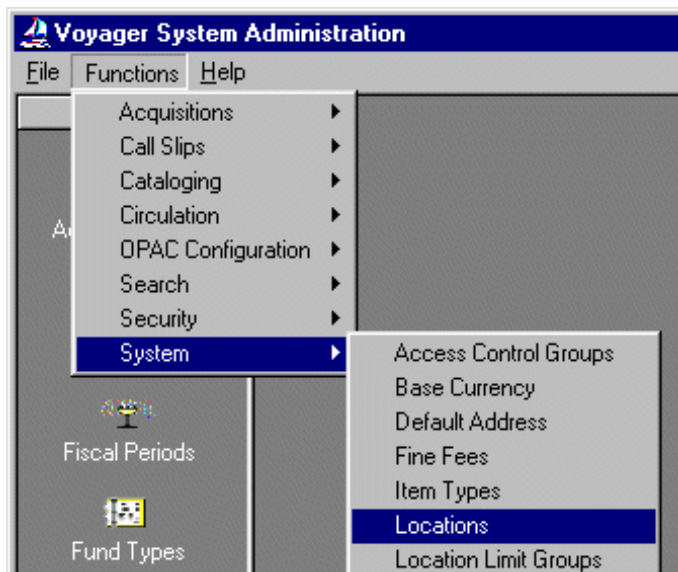 Voyager System Administration
File Functions Help
Acquisitions
Call Slips
Cataloging
Circulation
OPAC Configuration
Search
Security
System
Access Control Groups
Base Currency
Default Address
Fine Fees
Item Types
Locations
Location Limit Groups
Fiscal Periods
Fund Types